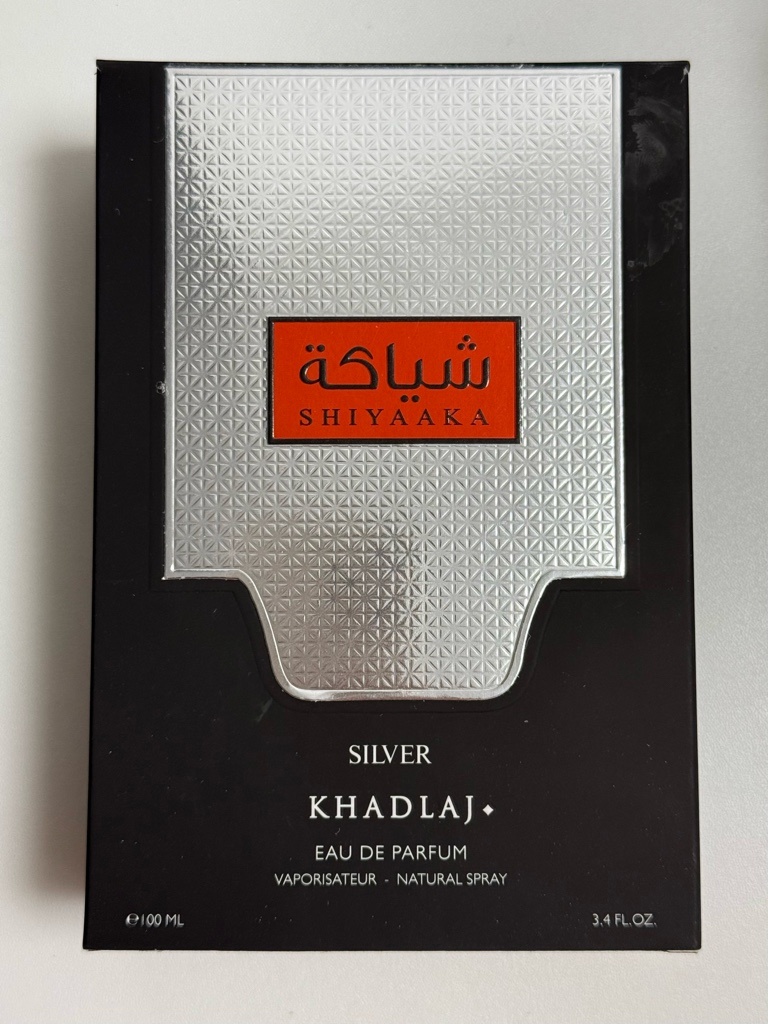 شياكة
SHIYAAKA
SILVER
KHADLAJ
EAU DE PARFUM
VAPORISATEUR - NATURAL SPRAY
℮100 ML
3.4 FL.OZ.